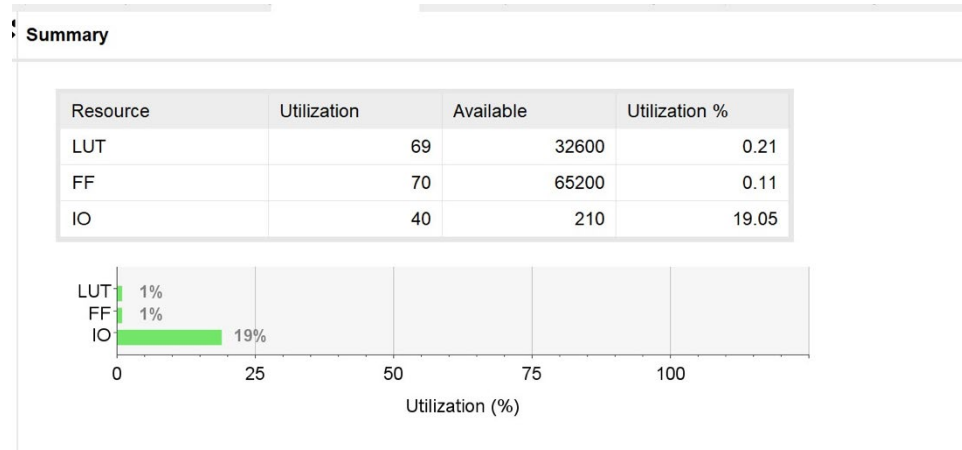 Summary
Resource Utilization Available Utilization %
LUT 69 32600 0.21
FF 70 65200 0.11
IO 40 210 19.05
LUT 1%
FF 1%
IO 19%
0 25 50 75 100
Utilization (%)